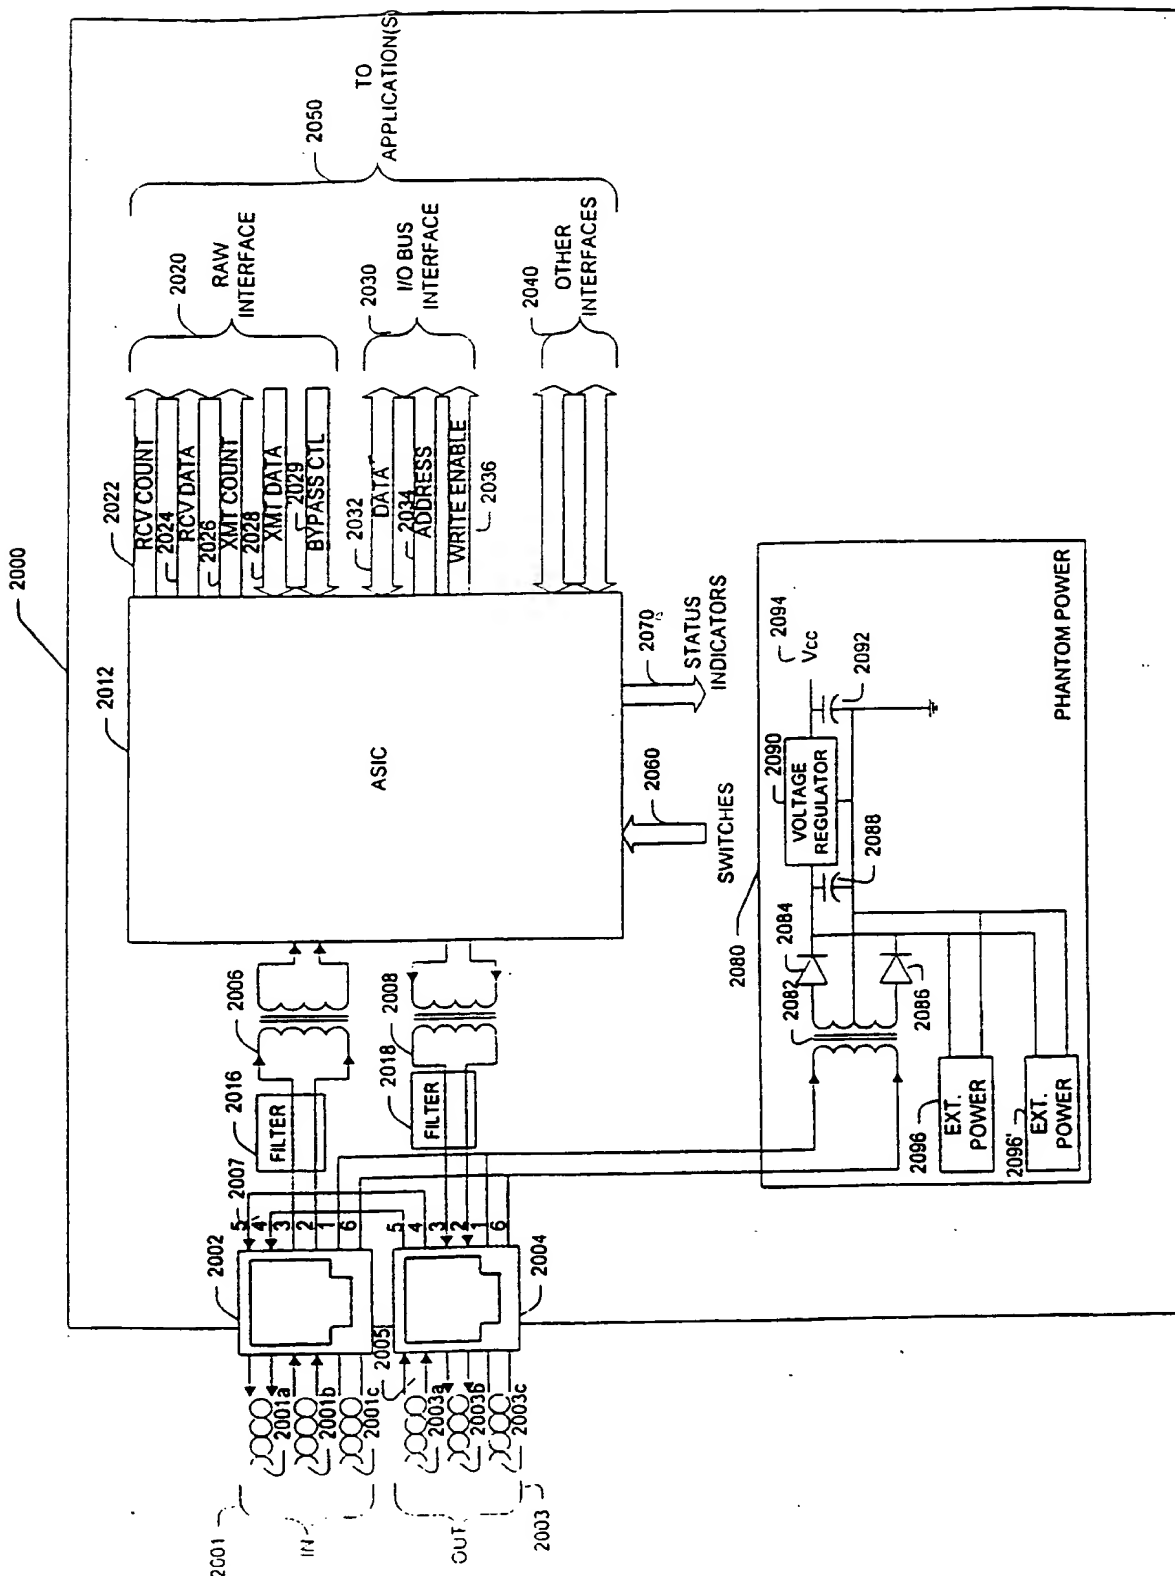 2000
2012
ASIC
2022
RCV COUNT
2024
RCV DATA
2026
XMT COUNT
2028
XMT DATA
2029
BYPASS CTL
2020
RAW
INTERFACE
2032
DATA
2034
ADDRESS
WRITE ENABLE
2036
2030
I/O BUS
INTERFACE
2040
OTHER
INTERFACES
2050
TO
APPLICATION(S)
2060
SWITCHES
2070
STATUS
INDICATORS
2006
2008
2016
FILTER
2018
FILTER
2007
2002
5
4
3
2
1
6
2004
5
4
3
2
1
6
2005
2001
IN
2001a
2001b
2001c
2003
OUT
2003a
2003b
2003c
2080
2082
2084
2086
2088
2090
VOLTAGE
REGULATOR
2092
2094
Vcc
2096
EXT.
POWER
2096'
EXT.
POWER
PHANTOM POWER